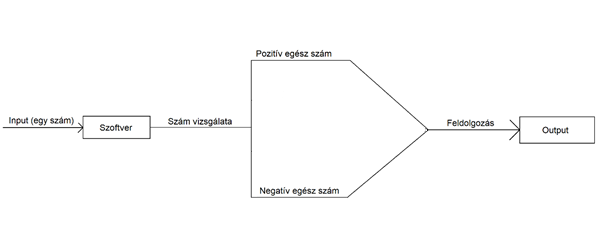 Pozitív egész szám
Input (egy szám)
Szoftver
Szám vizsgálata
Feldolgozás
Output
Negatív egész szám